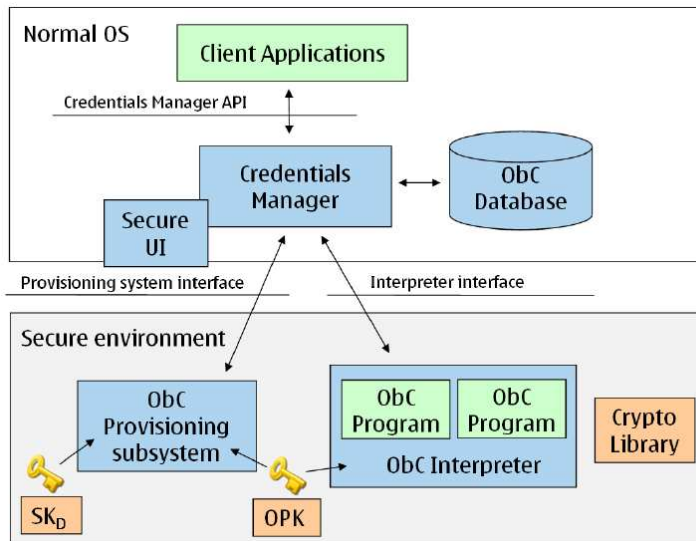 Normal OS
Client Applications
Credentials Manager API
Credentials
Manager
ObC
Database
Secure
UI
Provisioning system interface
Interpreter interface
Secure environment
ObC
Provisioning
subsystem
ObC
Program
ObC
Program
ObC Interpreter
Crypto
Library
SKD
OPK